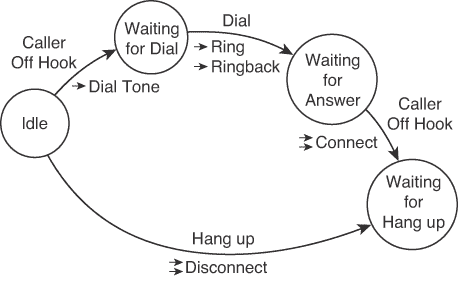 Waiting
for Dial
Dial
Ring
Ringback
Caller
Off Hook
Dial Tone
Idle
Waiting
for
Answer
Caller
Off Hook
Connect
Waiting
for
Hang up
Hang up
Disconnect